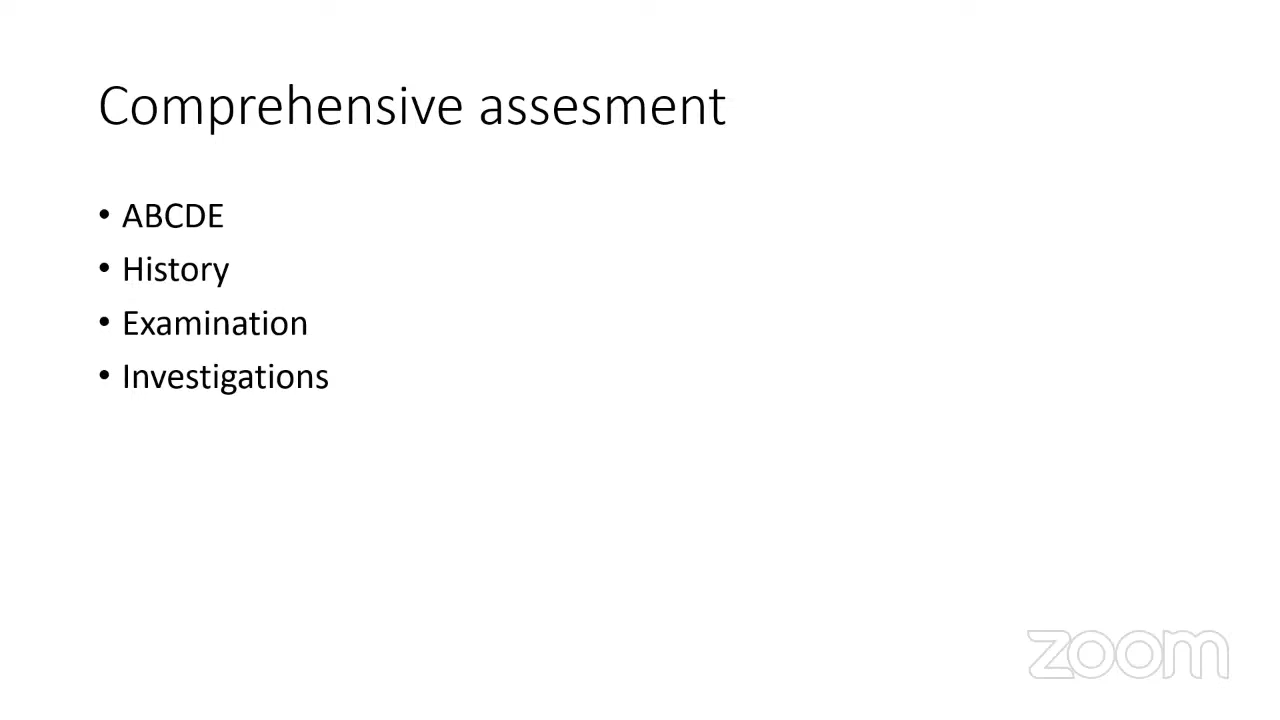 Comprehensive assesment
• ABCDE
• History
• Examination
• Investigations
zoom